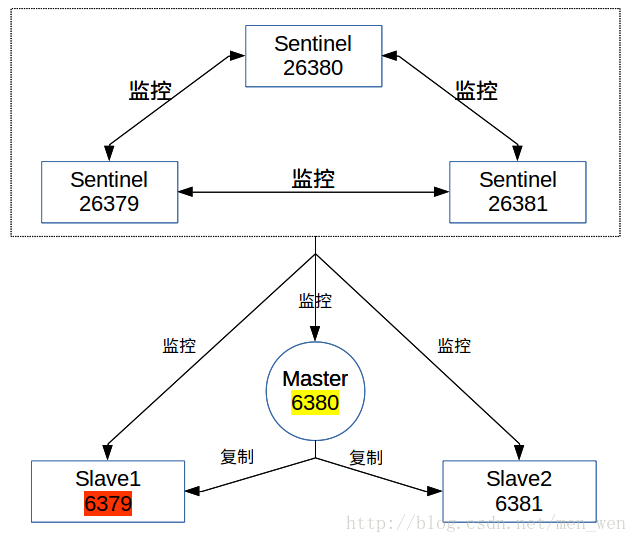 Sentinel
26380
监控
监控
Sentinel
26379
监控
Sentinel
26381
监控
监控
监控
Master
6380
复制
复制
Slave1
6379
Slave2
6381
http://blog.csdn.net/men_wen